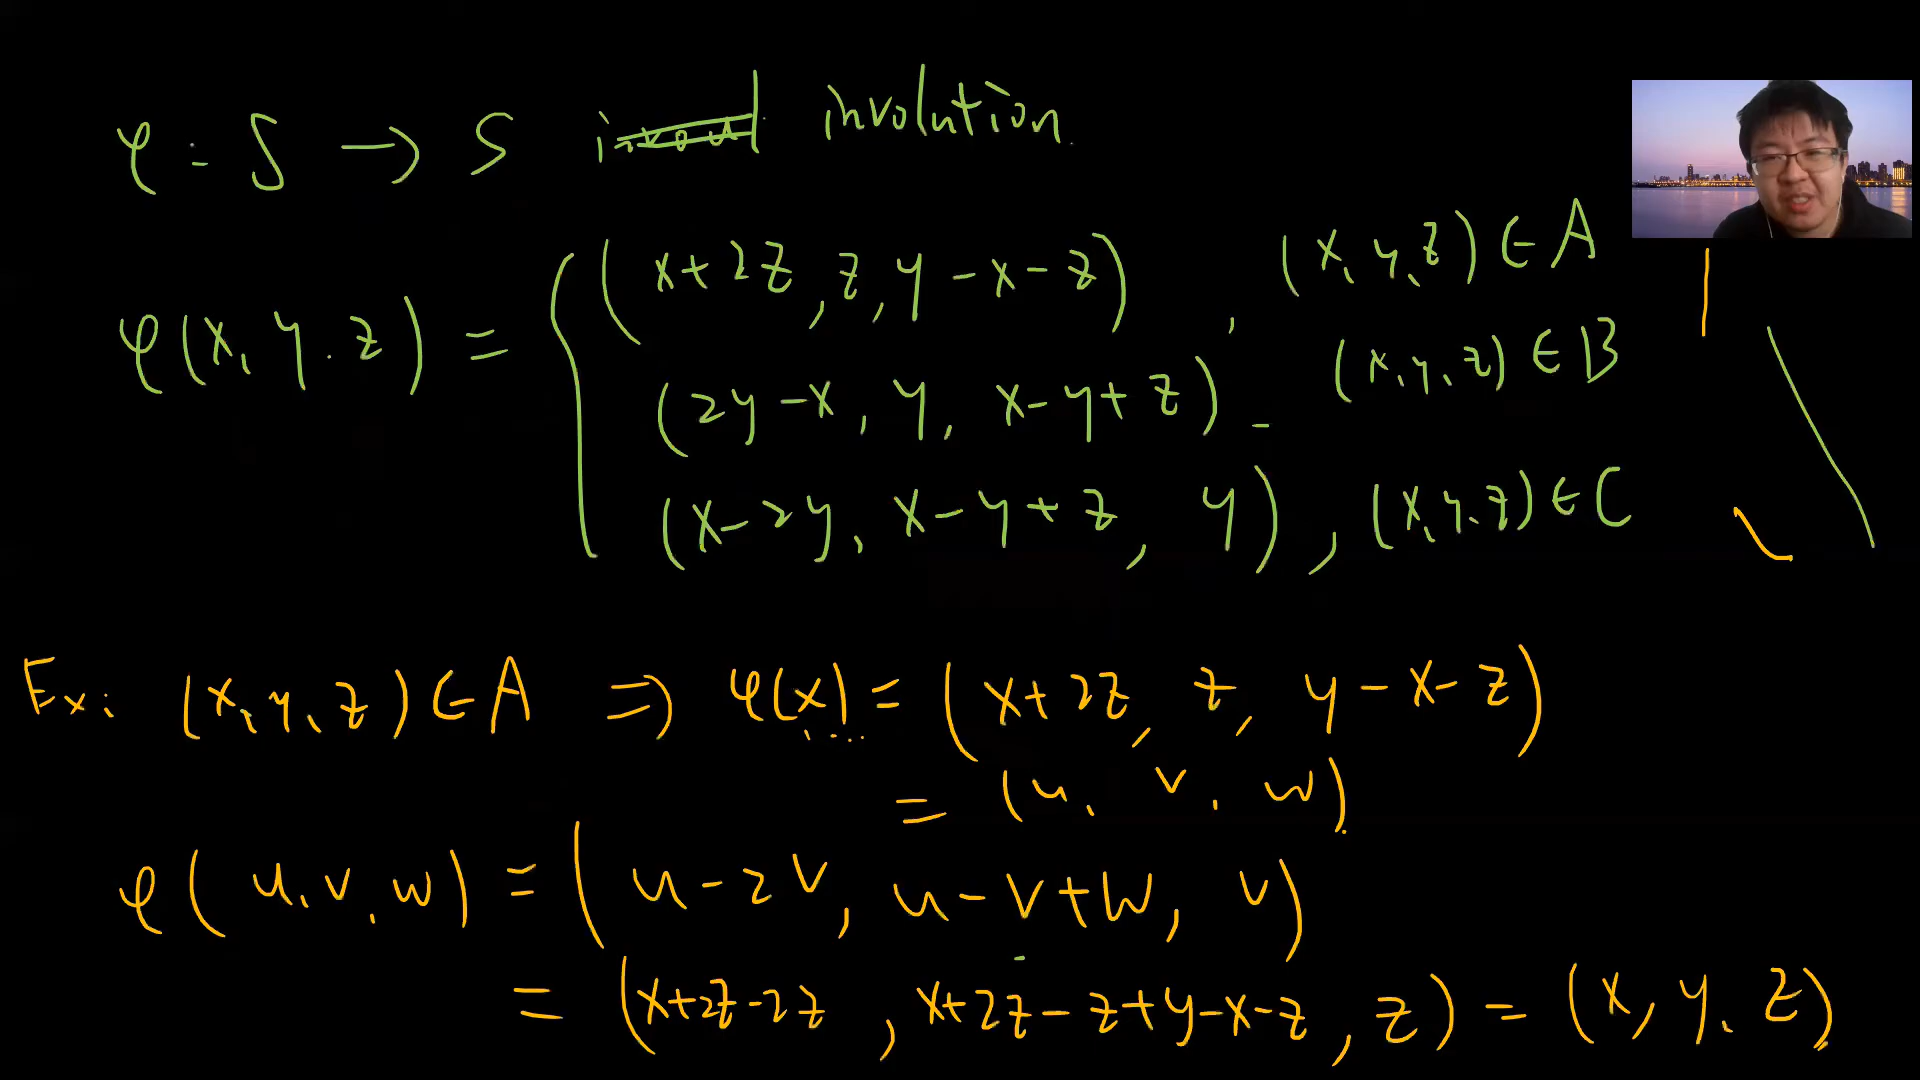 φ : S → S involution.
φ(x, y, z) = { (x+2z, z, y-x-z), (x, y, z) ∈ A
(2y-x, y, x-y+z), (x, y, z) ∈ B
(x-2y, x-y+z, y), (x, y, z) ∈ C
Ex: (x, y, z) ∈ A ⇒ φ(x) = (x+2z, z, y-x-z)
= (u, v, w)
φ(u, v, w) = (u-2v, u-v+w, v)
= (x+2z-2z, x+2z-z+y-x-z, z) = (x, y, z)